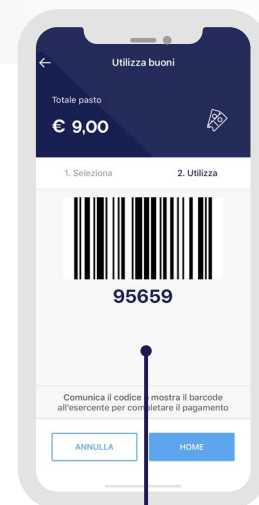 Utilizza buoni
Totale pasto
€ 9,00
1. Seleziona 2. Utilizza
95659
Comunica il codice o mostra il barcode
all'esercente per completare il pagamento
ANNULLA HOME